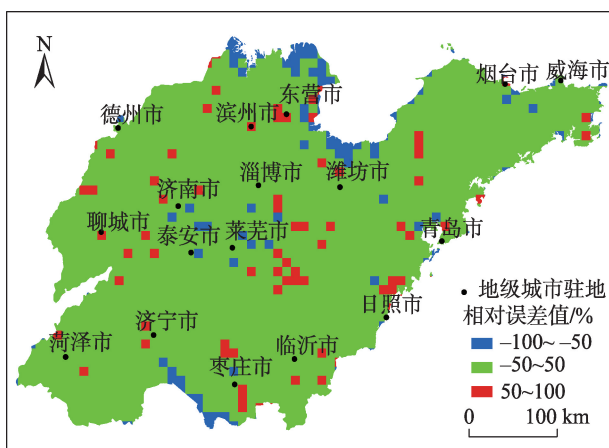 N
烟台市
威海市
东营市
德州市
滨州市
淄博市
潍坊市
济南市
聊城市
莱芜市
青岛市
泰安市
日照市
济宁市
菏泽市
临沂市
枣庄市
• 地级城市驻地
相对误差值/%
−100~ −50
−50~50
50~100
0 100 km